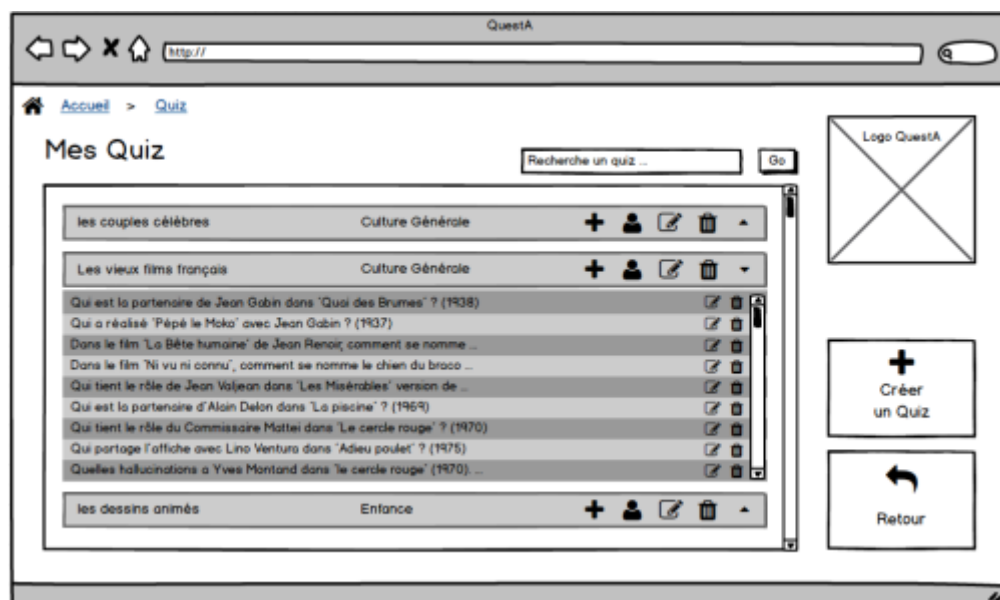 QuestA
http://
Accueil > Quiz
Mes Quiz
Recherche un quiz ...
Go
Logo QuestA
les couples célèbres Culture Générale
Les vieux films français Culture Générale
Qui est la partenaire de Jean Gabin dans "Quai des Brumes" ? (1938)
Qui a réalisé "Pépé le Moko" avec Jean Gabin ? (1937)
Dans le film "La Bête humaine" de Jean Renoir, comment se nomme ...
Dans le film "Ni vu ni connu", comment se nomme le chien du braco ...
Qui tient le rôle de Jean Valjean dans "Les Misérables" version de ...
Qui est la partenaire d'Alain Delon dans "La piscine" ? (1969)
Qui tient le rôle du Commissaire Mattei dans "Le cercle rouge" ? (1970)
Qui partage l'affiche avec Lino Ventura dans "Adieu poulet" ? (1975)
Quelles hallucinations a Yves Montand dans "le cercle rouge" (1970). ...
les dessins animés Enfance
Créer
un Quiz
Retour